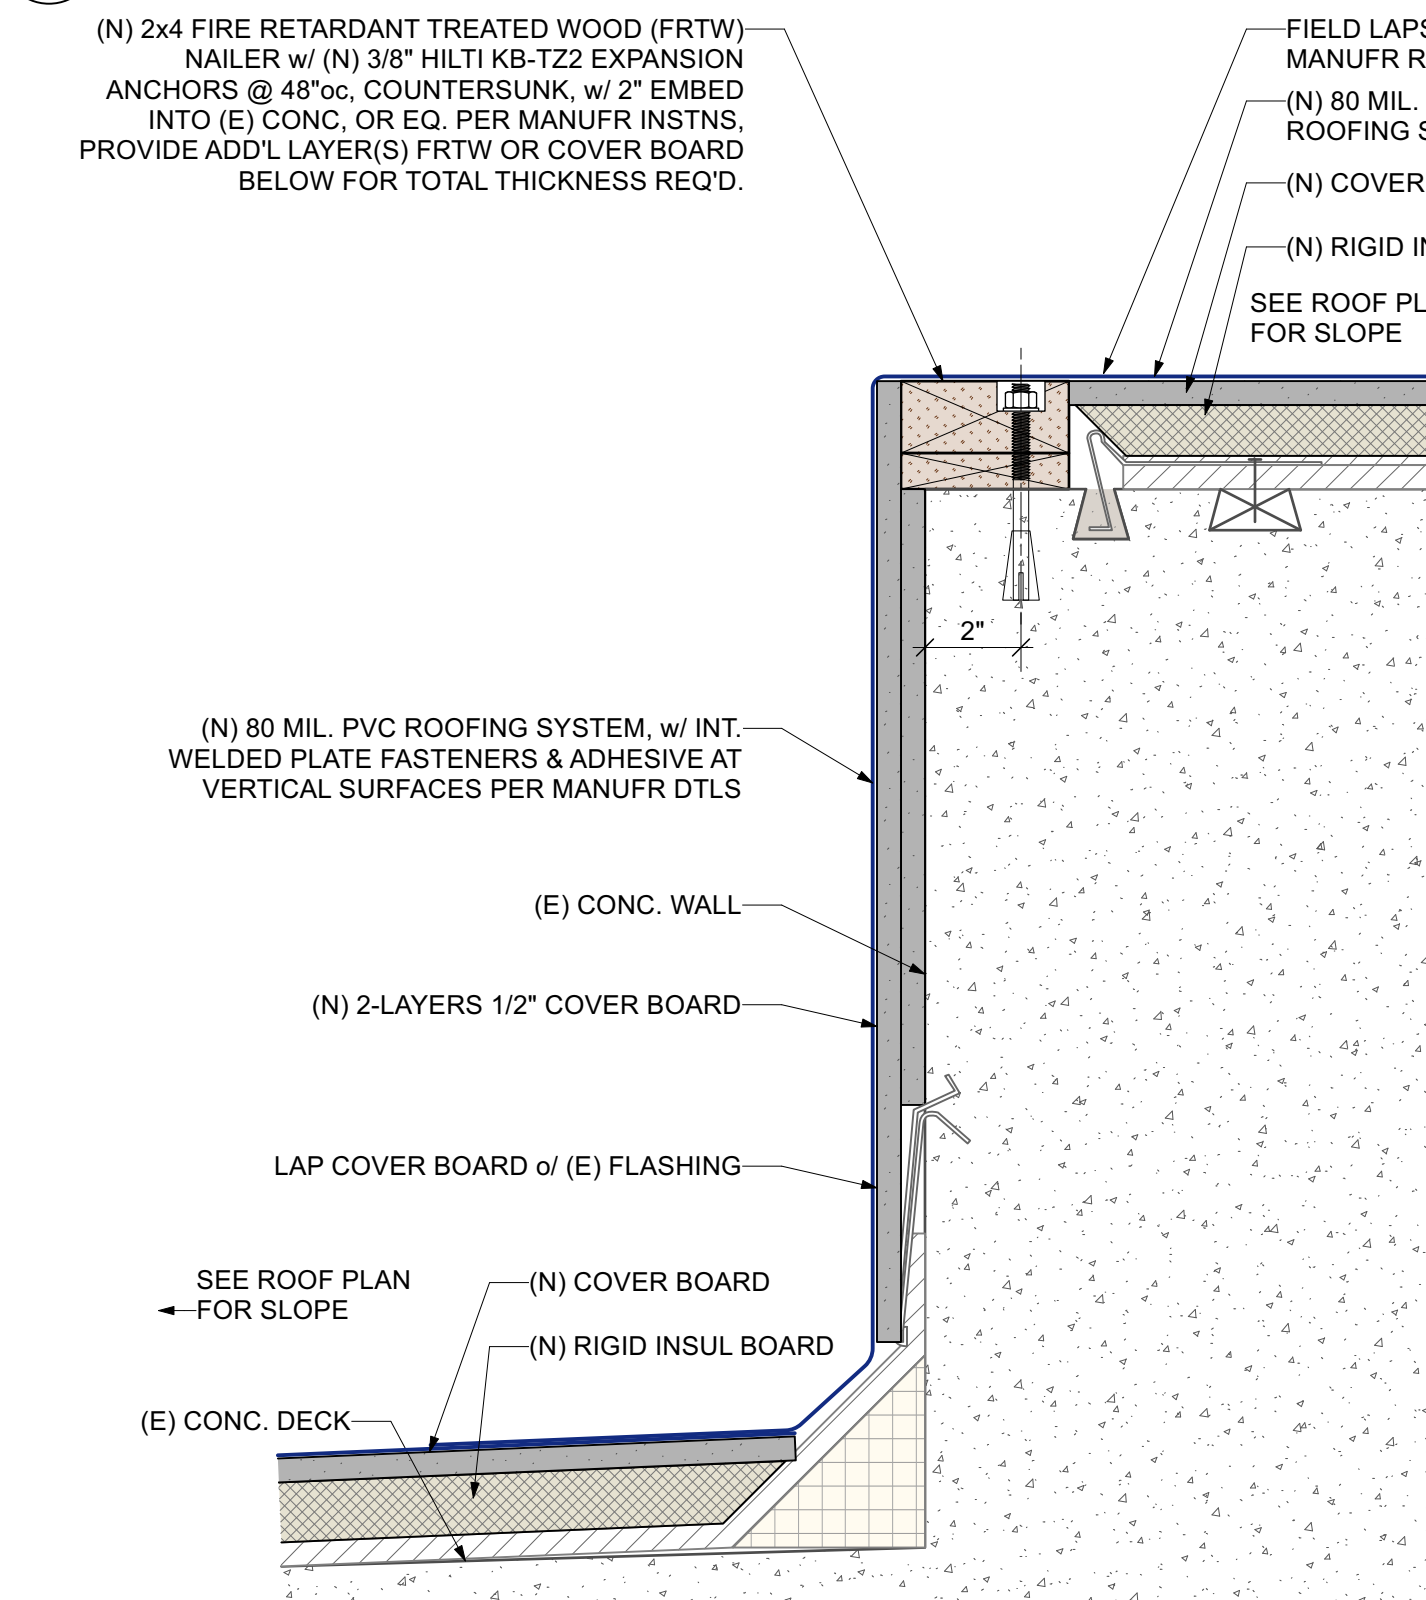 (N) 2x4 FIRE RETARDANT TREATED WOOD (FRTW)
NAILER w/ (N) 3/8" HILTI KB-TZ2 EXPANSION
ANCHORS @ 48"oc, COUNTERSUNK, w/ 2" EMBED
INTO (E) CONC, OR EQ. PER MANUFR INSTNS,
PROVIDE ADD'L LAYER(S) FRTW OR COVER BOARD
BELOW FOR TOTAL THICKNESS REQ'D.
FIELD LAPS
MANUFR R
(N) 80 MIL.
ROOFING S
(N) COVER
(N) RIGID IN
SEE ROOF PL
FOR SLOPE
2"
(N) 80 MIL. PVC ROOFING SYSTEM, w/ INT.
WELDED PLATE FASTENERS & ADHESIVE AT
VERTICAL SURFACES PER MANUFR DTLS
(E) CONC. WALL
(N) 2-LAYERS 1/2" COVER BOARD
LAP COVER BOARD o/ (E) FLASHING
SEE ROOF PLAN
FOR SLOPE
(N) COVER BOARD
(N) RIGID INSUL BOARD
(E) CONC. DECK